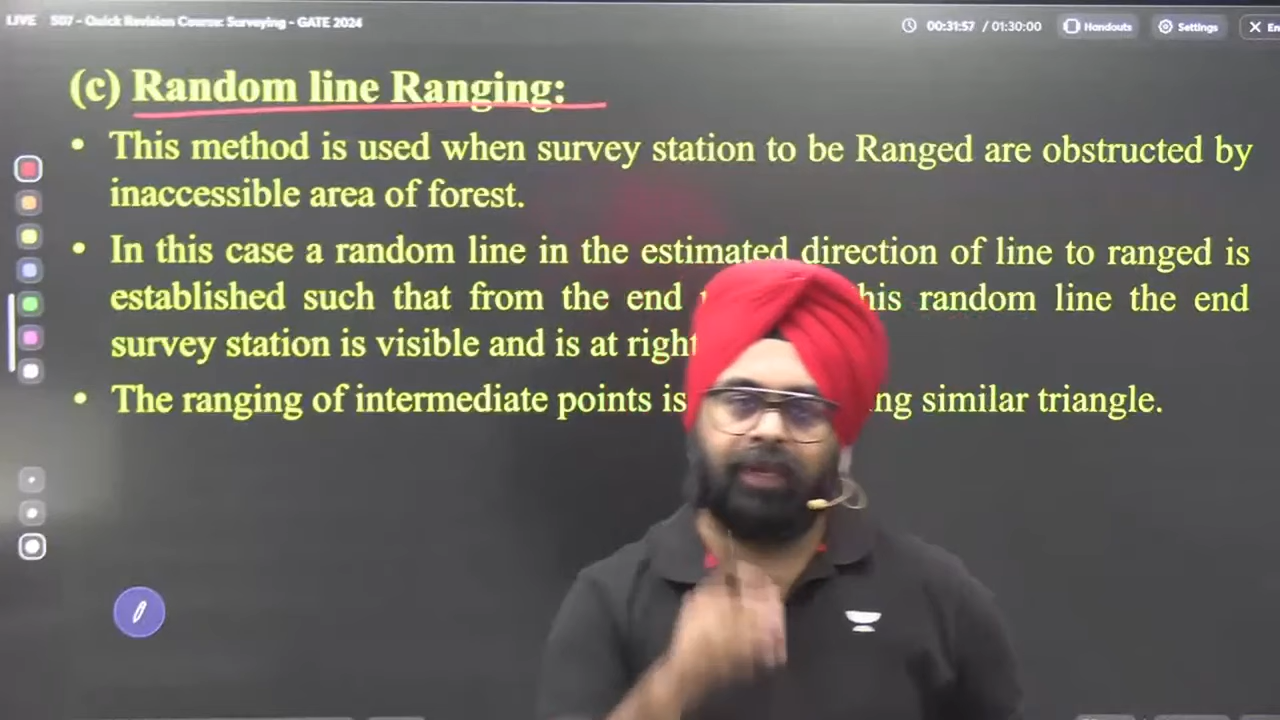 LIVE 507 - Quick Revision Course: Surveying - GATE 2024
00:31:57 / 01:30:00 Handouts Settings En
(c) Random line Ranging:
• This method is used when survey station to be Ranged are obstructed by
inaccessible area of forest.
• In this case a random line in the estimated direction of line to ranged is
established such that from the end his random line the end
survey station is visible and is at right
• The ranging of intermediate points is ng similar triangle.